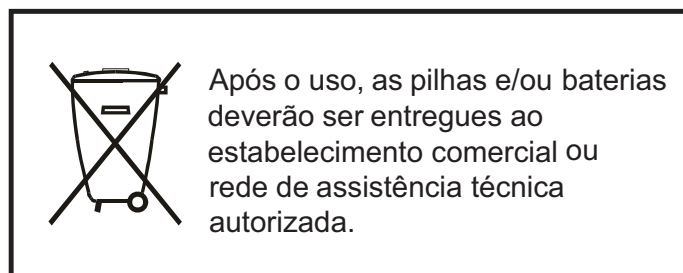 Após o uso, as pilhas e/ou baterias
deverão ser entregues ao
estabelecimento comercial ou
rede de assistência técnica
autorizada.